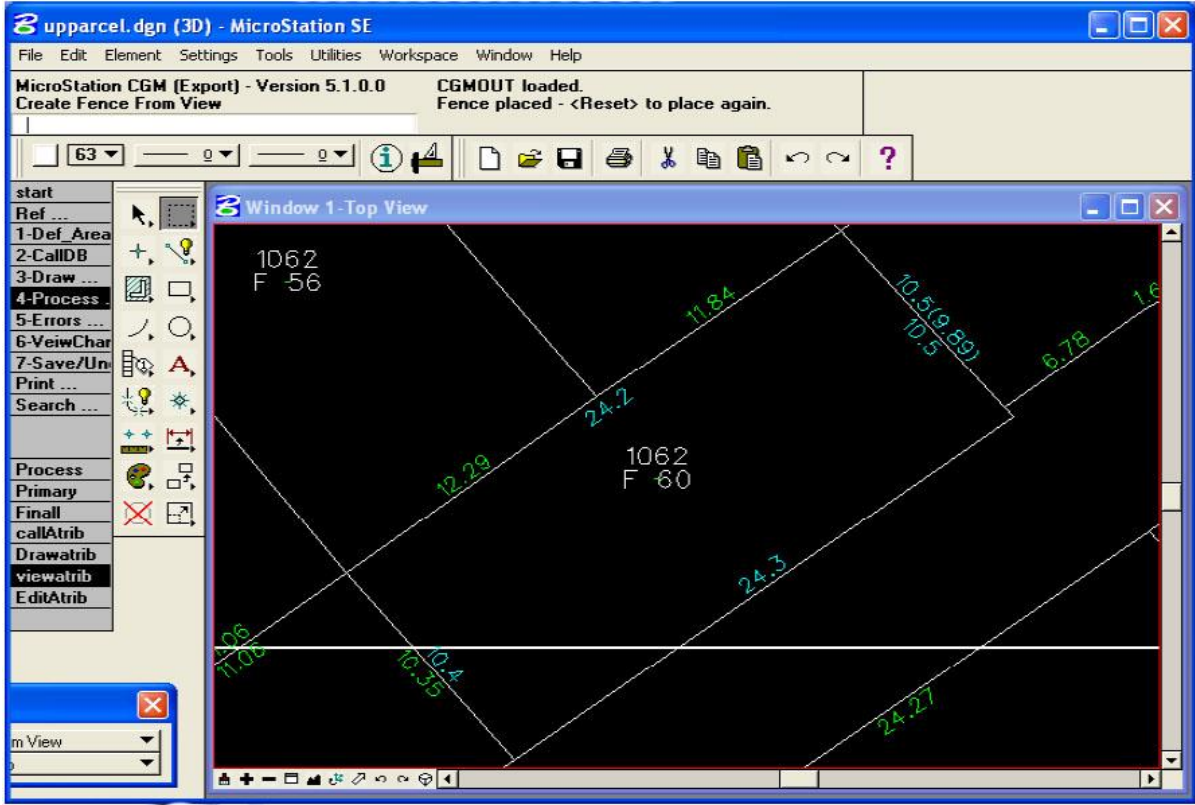 upparcel.dgn (3D) - MicroStation SE
File Edit Element Settings Tools Utilities Workspace Window Help
MicroStation CGM (Export) - Version 5.1.0.0 CGMOUT loaded.
Create Fence From View Fence placed - <Reset> to place again.
63 0 0
start
Ref ...
1-Def_Area
2-CallDB
3-Draw ...
4-Process .
5-Errors ...
6-VeiwChar
7-Save/Un
Print ...
Search ...
Process
Primary
Finall
callAtrib
Drawatrib
viewatrib
EditAtrib
Window 1-Top View
1062
F 56
11.84
10.5(9.89)
10.5
1.6
6.78
24.2
1062
F 60
12.29
24.3
.06
11.06
10.4
10.35
24.27
m View